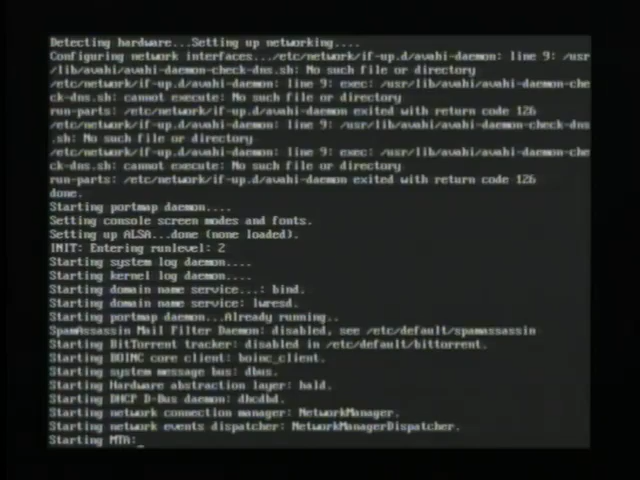 Detecting hardware...Setting up networking....
Configuring network interfaces.../etc/network/if-up.d/avahi-daemon: line 9: /usr
/lib/avahi/avahi-daemon-check-dns.sh: No such file or directory
/etc/network/if-up.d/avahi-daemon: line 9: exec: /usr/lib/avahi/avahi-daemon-che
ck-dns.sh: cannot execute: No such file or directory
run-parts: /etc/network/if-up.d/avahi-daemon exited with return code 126
/etc/network/if-up.d/avahi-daemon: line 9: /usr/lib/avahi/avahi-daemon-check-dns
.sh: No such file or directory
/etc/network/if-up.d/avahi-daemon: line 9: exec: /usr/lib/avahi/avahi-daemon-che
ck-dns.sh: cannot execute: No such file or directory
run-parts: /etc/network/if-up.d/avahi-daemon exited with return code 126
done.
Starting portmap daemon....
Setting console screen modes and fonts.
Setting up ALSA...done (none loaded).
INIT: Entering runlevel: 2
Starting system log daemon....
Starting kernel log daemon....
Starting domain name service...: bind.
Starting domain name service: lwresd.
Starting portmap daemon...Already running..
SpamAssassin Mail Filter Daemon: disabled, see /etc/default/spamassassin
Starting BitTorrent tracker: disabled in /etc/default/bittorrent.
Starting BOINC core client: boinc_client.
Starting system message bus: dbus.
Starting Hardware abstraction layer: hald.
Starting DHCP D-Bus daemon: dhcdbd.
Starting network connection manager: NetworkManager.
Starting network events dispatcher: NetworkManagerDispatcher.
Starting MTA:_